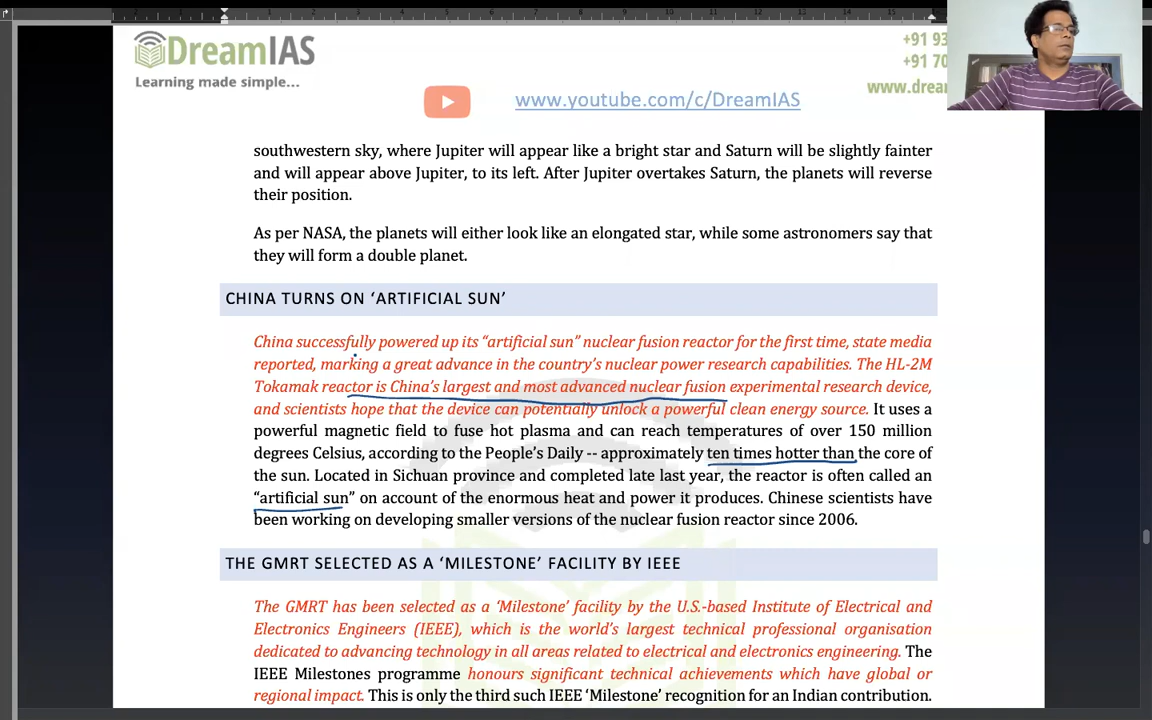 DreamIAS
Learning made simple...
+91 93
+91 70
www.drea
www.youtube.com/c/DreamIAS
southwestern sky, where Jupiter will appear like a bright star and Saturn will be slightly fainter
and will appear above Jupiter, to its left. After Jupiter overtakes Saturn, the planets will reverse
their position.
As per NASA, the planets will either look like an elongated star, while some astronomers say that
they will form a double planet.
CHINA TURNS ON ‘ARTIFICIAL SUN’
China successfully powered up its “artificial sun” nuclear fusion reactor for the first time, state media
reported, marking a great advance in the country’s nuclear power research capabilities. The HL-2M
Tokamak reactor is China’s largest and most advanced nuclear fusion experimental research device,
and scientists hope that the device can potentially unlock a powerful clean energy source. It uses a
powerful magnetic field to fuse hot plasma and can reach temperatures of over 150 million
degrees Celsius, according to the People’s Daily -- approximately ten times hotter than the core of
the sun. Located in Sichuan province and completed late last year, the reactor is often called an
“artificial sun” on account of the enormous heat and power it produces. Chinese scientists have
been working on developing smaller versions of the nuclear fusion reactor since 2006.
THE GMRT SELECTED AS A ‘MILESTONE’ FACILITY BY IEEE
The GMRT has been selected as a ‘Milestone’ facility by the U.S.-based Institute of Electrical and
Electronics Engineers (IEEE), which is the world’s largest technical professional organisation
dedicated to advancing technology in all areas related to electrical and electronics engineering. The
IEEE Milestones programme honours significant technical achievements which have global or
regional impact. This is only the third such IEEE ‘Milestone’ recognition for an Indian contribution.